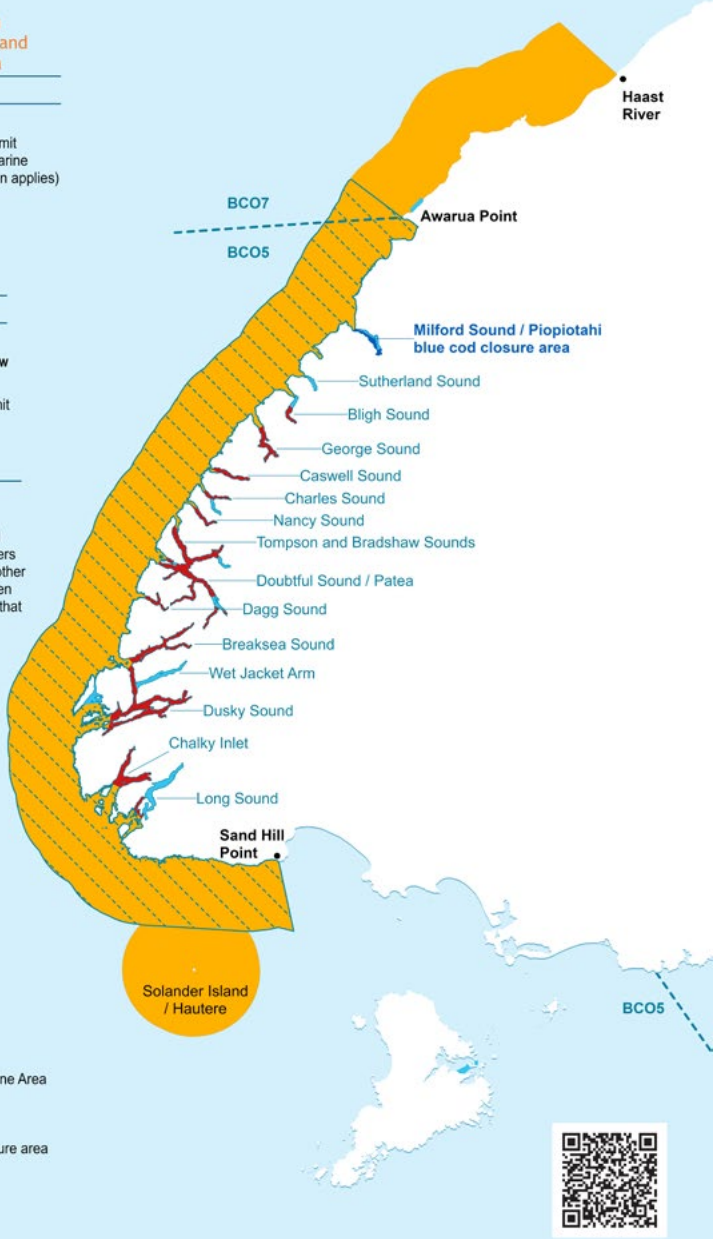 and
mit
arine
n applies)
w
nit
ers
other
en
that
Haast
River
BCO7
Awarua Point
BCO5
Milford Sound / Piopiotahi
blue cod closure area
Sutherland Sound
Bligh Sound
George Sound
Caswell Sound
Charles Sound
Nancy Sound
Tompson and Bradshaw Sounds
Doubtful Sound / Patea
Dagg Sound
Breaksea Sound
Wet Jacket Arm
Dusky Sound
Chalky Inlet
Long Sound
Sand Hill
Point
Solander Island
/ Hautere
BCO5
ne Area
ure area